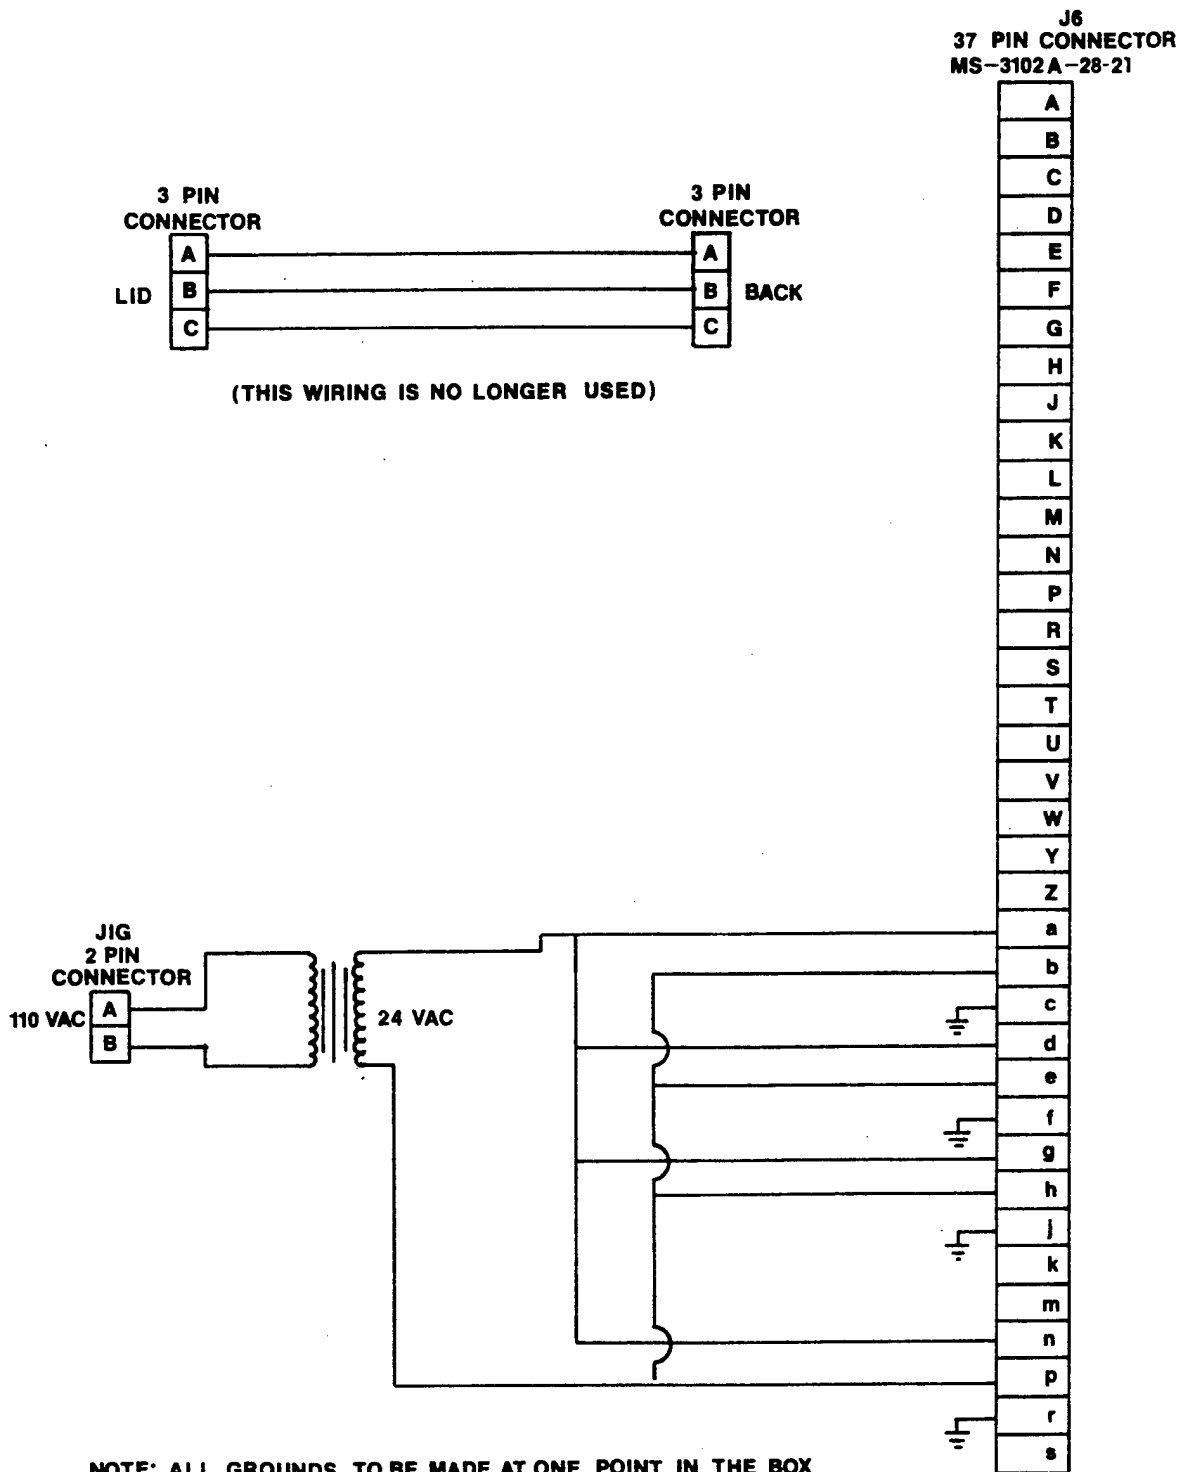 J6
37 PIN CONNECTOR
MS-3102A-28-21
A
B
C
D
E
F
G
H
J
K
L
M
N
P
R
S
T
U
V
W
Y
Z
a
b
c
d
e
f
g
h
j
k
m
n
p
r
s
3 PIN
CONNECTOR
LID
A
B
C
3 PIN
CONNECTOR
A
B
C
BACK
(THIS WIRING IS NO LONGER USED)
J1G
2 PIN
CONNECTOR
110 VAC
A
B
24 VAC
NOTE: ALL GROUNDS TO BE MADE AT ONE POINT IN THE BOX